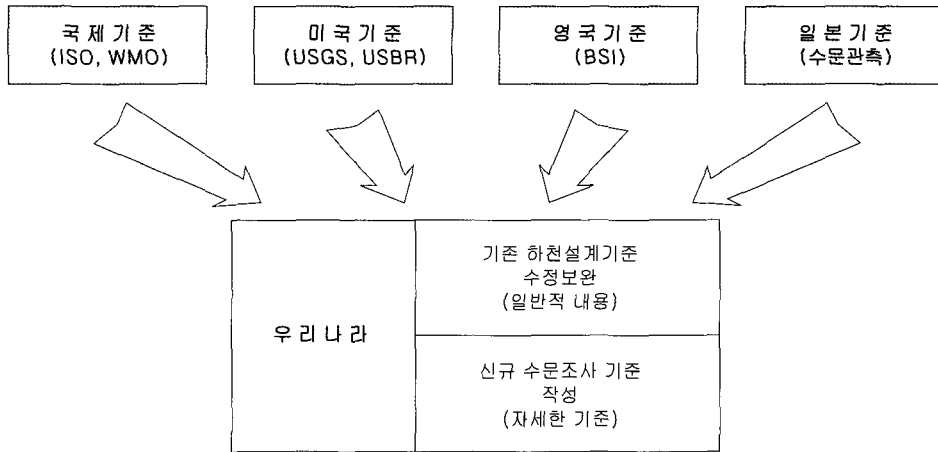 국제기준
(ISO, WMO)
미국기준
(USGS, USBR)
영국기준
(BSI)
일본기준
(수문관측)
우리나라
기존 하천설계기준
수정보완
(일반적 내용)
신규 수문조사 기준
작성
(자세한 기준)